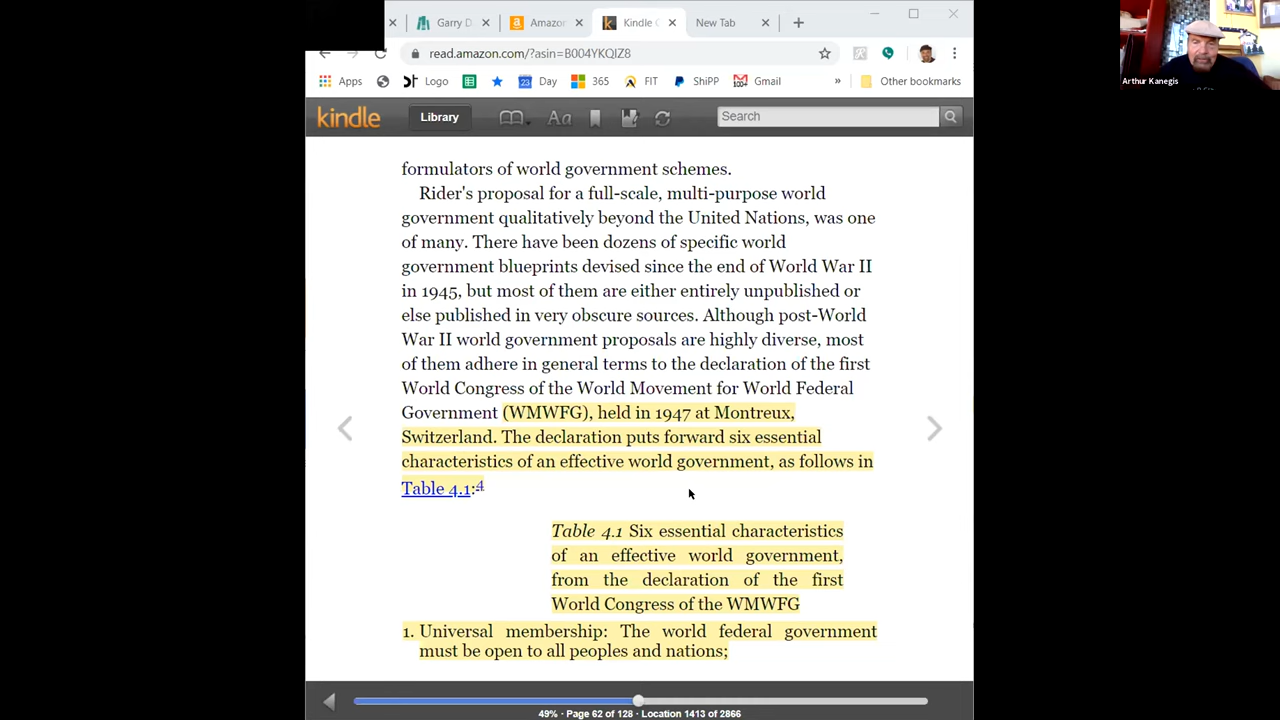 Garry D
Amazon
Kindle C
New Tab
read.amazon.com/?asin=B004YKQIZ8
Apps
Logo
23
Day
365
FIT
ShiPP
100+
Gmail
»
Other bookmarks
kindle
Library
Aa
Search
Arthur Kanegis
formulators of world government schemes.
Rider's proposal for a full-scale, multi-purpose world
government qualitatively beyond the United Nations, was one
of many. There have been dozens of specific world
government blueprints devised since the end of World War II
in 1945, but most of them are either entirely unpublished or
else published in very obscure sources. Although post-World
War II world government proposals are highly diverse, most
of them adhere in general terms to the declaration of the first
World Congress of the World Movement for World Federal
Government (WMWFG), held in 1947 at Montreux,
Switzerland. The declaration puts forward six essential
characteristics of an effective world government, as follows in
Table 4.1:4
Table 4.1 Six essential characteristics
of an effective world government,
from the declaration of the first
World Congress of the WMWFG
1. Universal membership: The world federal government
must be open to all peoples and nations;
49% · Page 62 of 128 · Location 1413 of 2866